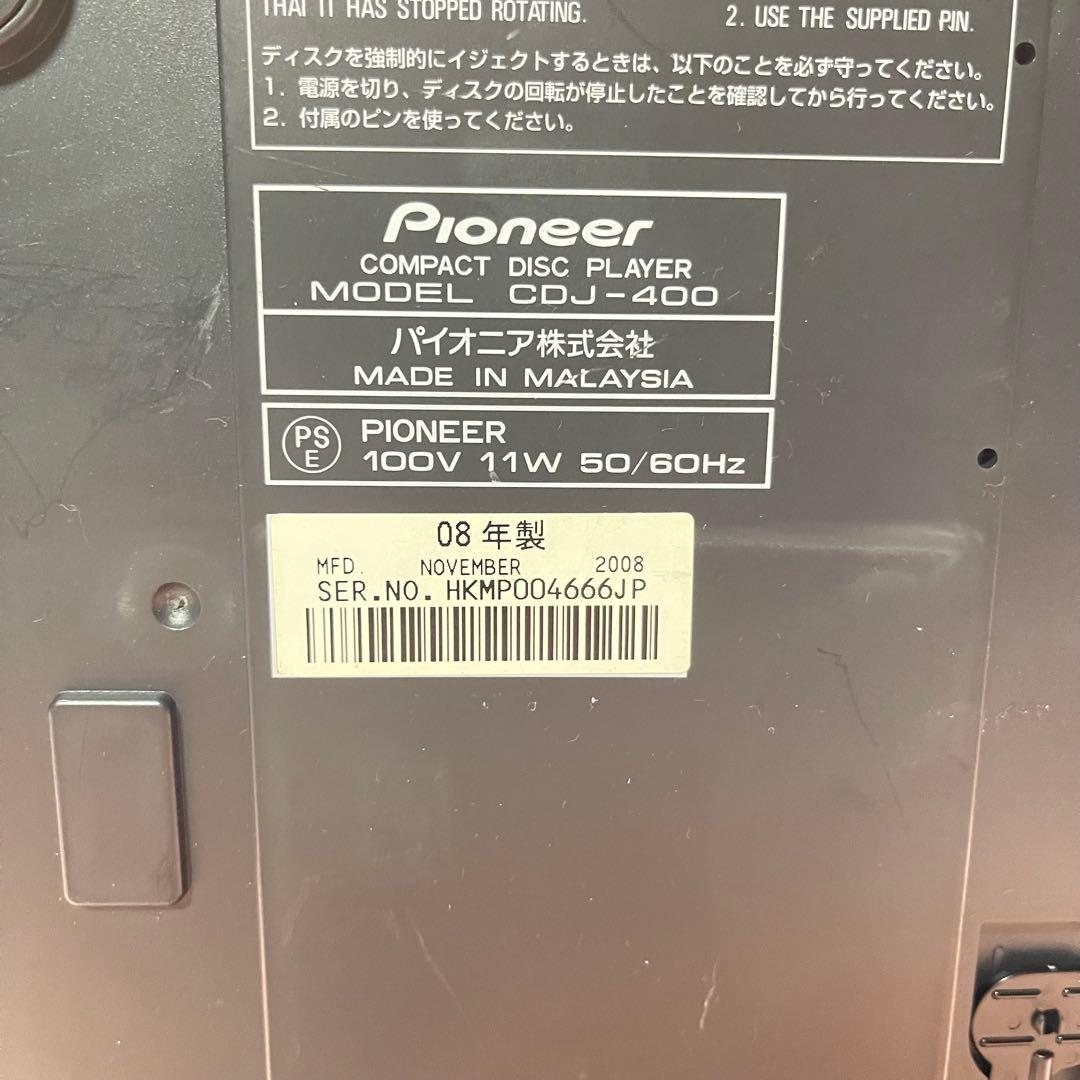 THAT IT HAS STOPPED ROTATING.
2. USE THE SUPPLIED PIN.
ディスクを強制的にイジェクトするときは、以下のことを必ず守ってください。
1. 電源を切り、ディスクの回転が停止したことを確認してから行ってください。
2. 付属のピンを使ってください。
Pioneer
COMPACT DISC PLAYER
MODEL CDJ-400
パイオニア株式会社
MADE IN MALAYSIA
PS E
PIONEER
100V 11W 50/60Hz
08年製
MFD. NOVEMBER 2008
SER.NO. HKMP004666JP